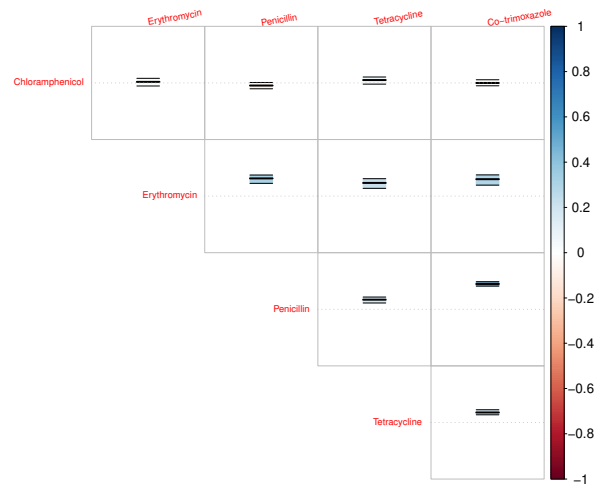 Erythromycin
Penicillin
Tetracycline
Co−trimoxazole
Chloramphenicol
Erythromycin
Penicillin
Tetracycline
1
0.8
0.6
0.4
0.2
0
−0.2
−0.4
−0.6
−0.8
−1